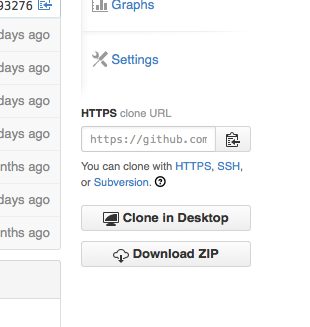 93276
Graphs
days ago
Settings
days ago
days ago
HTTPS clone URL
days ago
https://github.com
nths ago
You can clone with HTTPS, SSH,
or Subversion.
days ago
Clone in Desktop
nths ago
Download ZIP